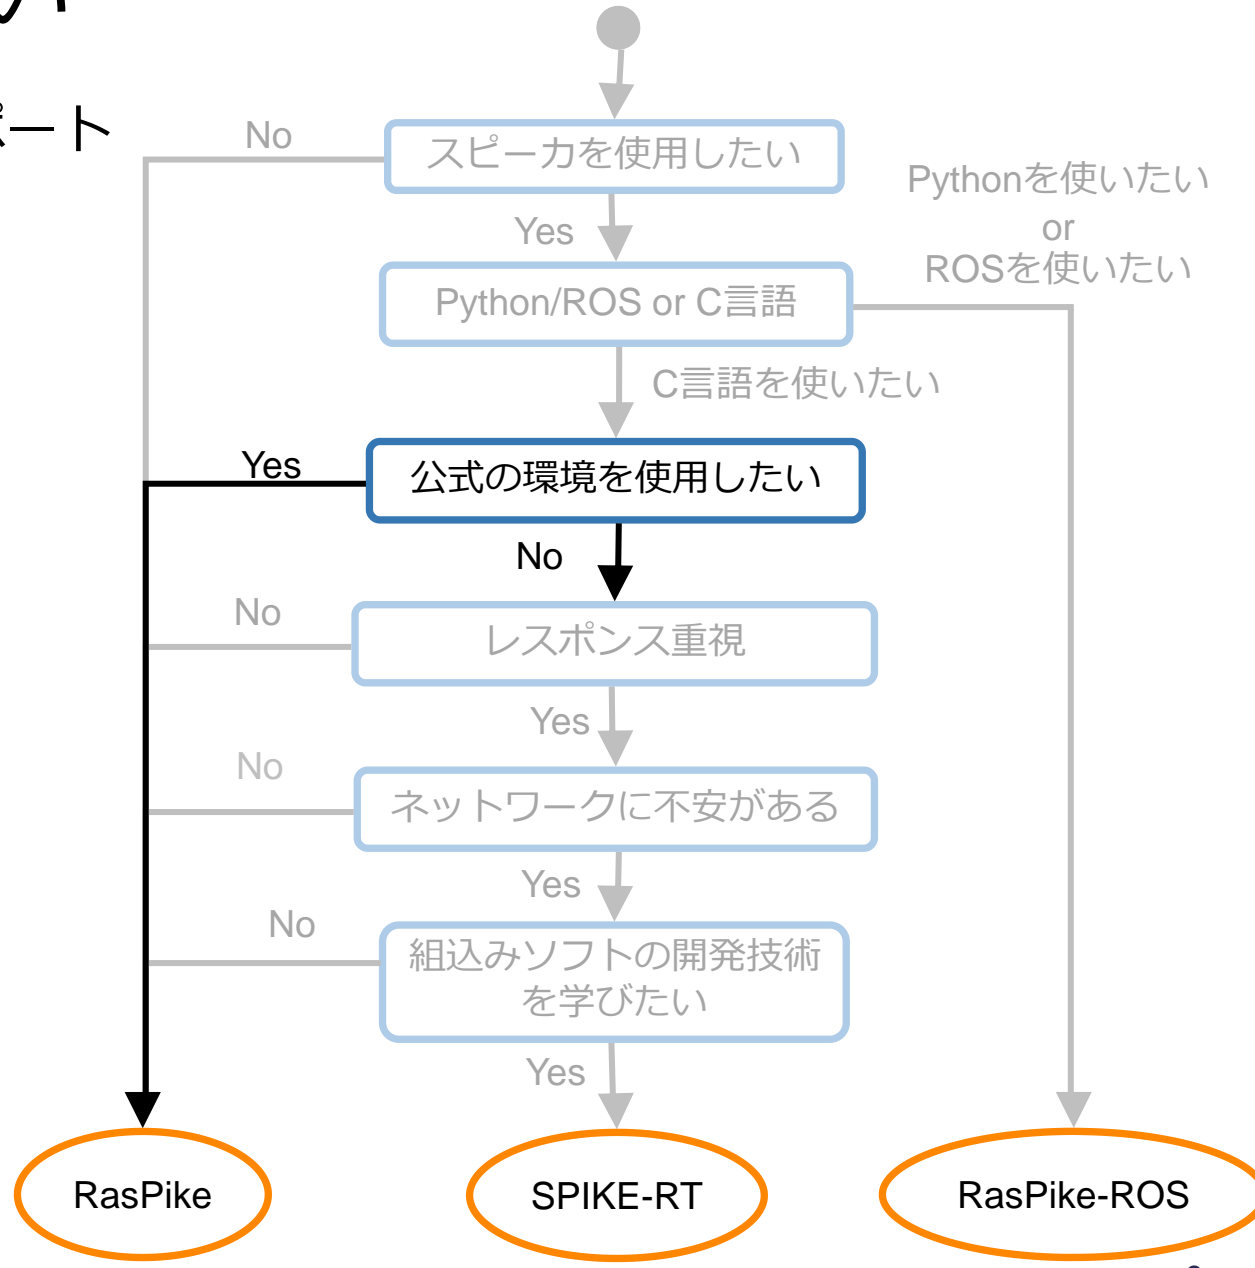 ポート
No
スピーカを使用したい
Pythonを使いたい
or
ROSを使いたい
Yes
Python/ROS or C言語
C言語を使いたい
Yes
公式の環境を使用したい
No
No
レスポンス重視
Yes
No
ネットワークに不安がある
Yes
No
組込みソフトの開発技術
を学びたい
Yes
RasPike
SPIKE-RT
RasPike-ROS